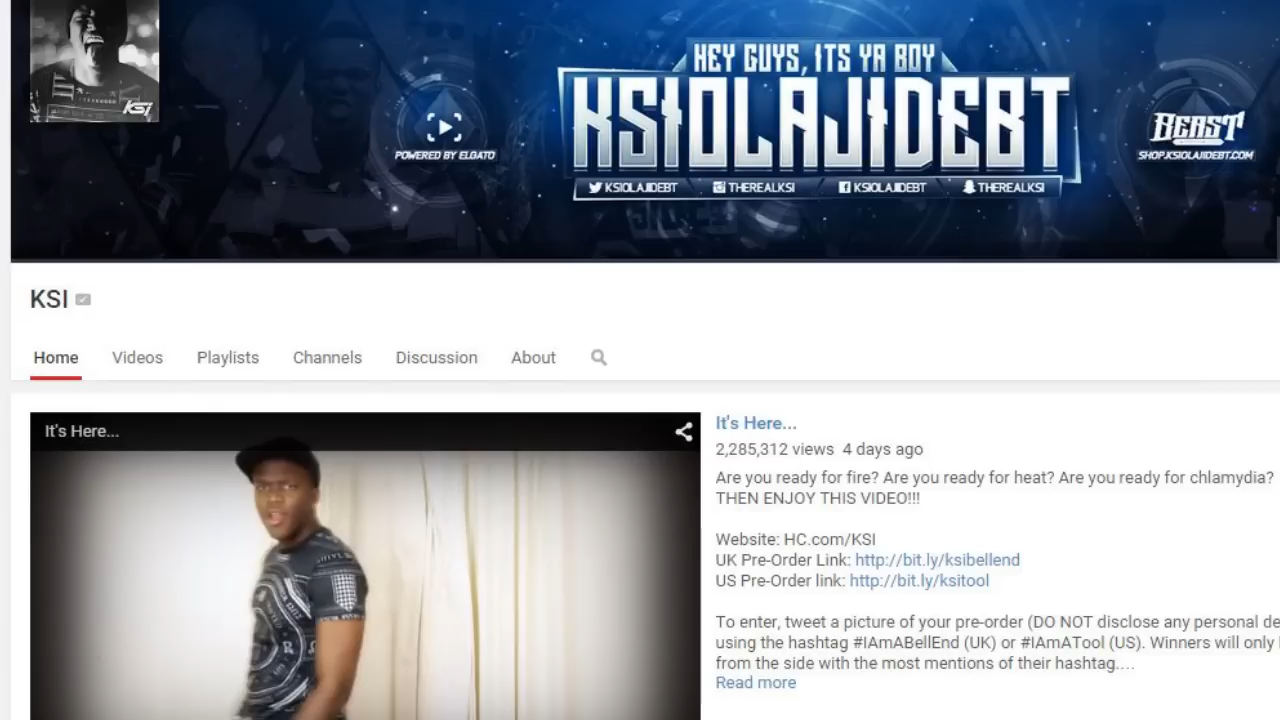 HEY GUYS, ITS YA BOY
KSIOLAJIDEBT
KSI
POWERED BY ELGATO
BEAST
SHOP.KSIOLAJIDEBT.COM
KSIOLAJIDEBT THEREALKSI KSIOLAJIDEBT THEREALKSI
KSI
Home Videos Playlists Channels Discussion About
It's Here...
It's Here...
2,285,312 views 4 days ago
Are you ready for fire? Are you ready for heat? Are you ready for chlamydia?
THEN ENJOY THIS VIDEO!!!
Website: HC.com/KSI
UK Pre-Order Link: http://bit.ly/ksibellend
US Pre-Order link: http://bit.ly/ksitool
To enter, tweet a picture of your pre-order (DO NOT disclose any personal de
using the hashtag #IAmABellEnd (UK) or #IAmATool (US). Winners will only
from the side with the most mentions of their hashtag....
Read more